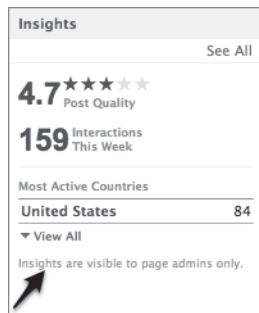 Insights
See All
4.7 Post Quality
159 Interactions
This Week
Most Active Countries
United States 84
View All
Insights are visible to page admins only.